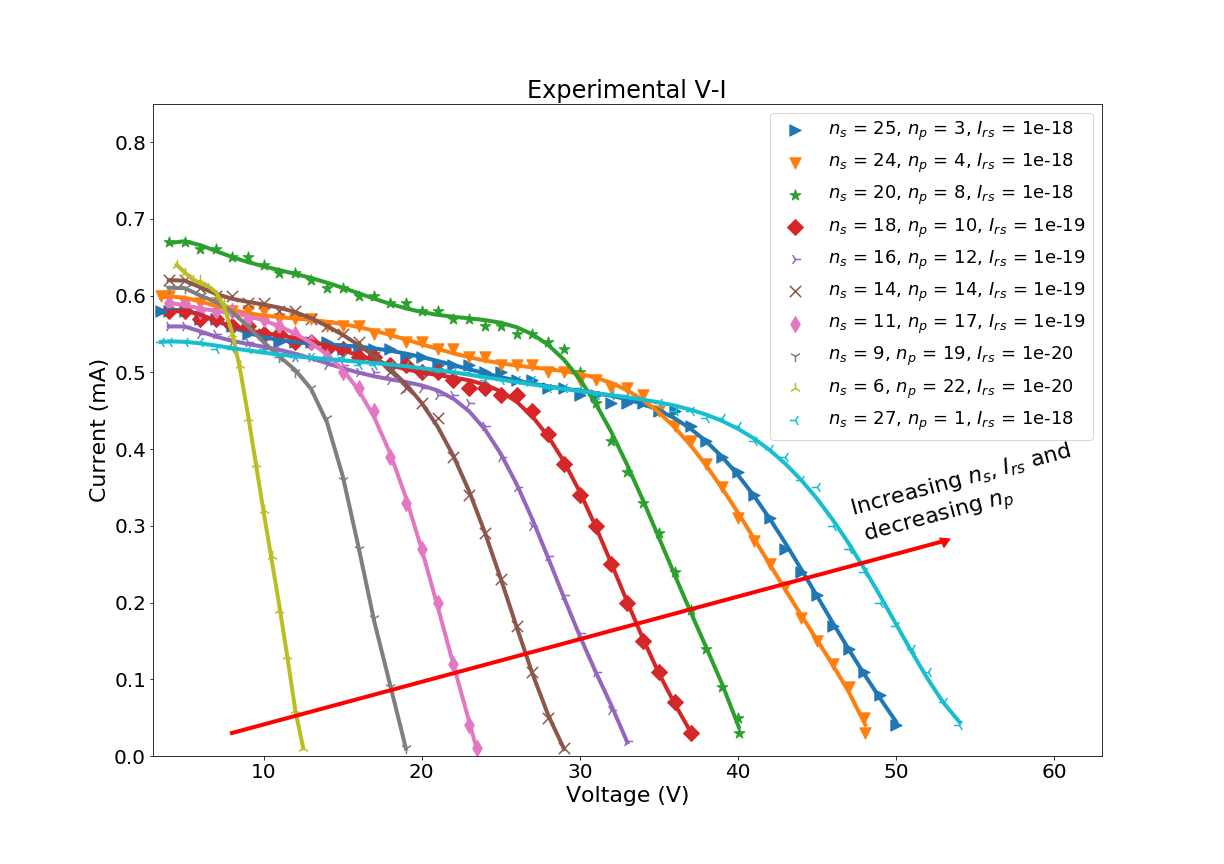 Experimental V-I
n_s = 25, n_p = 3, I_rs = 1e-18
n_s = 24, n_p = 4, I_rs = 1e-18
n_s = 20, n_p = 8, I_rs = 1e-18
n_s = 18, n_p = 10, I_rs = 1e-19
n_s = 16, n_p = 12, I_rs = 1e-19
n_s = 14, n_p = 14, I_rs = 1e-19
n_s = 11, n_p = 17, I_rs = 1e-19
n_s = 9, n_p = 19, I_rs = 1e-20
n_s = 6, n_p = 22, I_rs = 1e-20
n_s = 27, n_p = 1, I_rs = 1e-18
Increasing n_s, I_rs and
decreasing n_p
Current (mA)
0.8
0.7
0.6
0.5
0.4
0.3
0.2
0.1
0.0
10 20 30 40 50 60
Voltage (V)